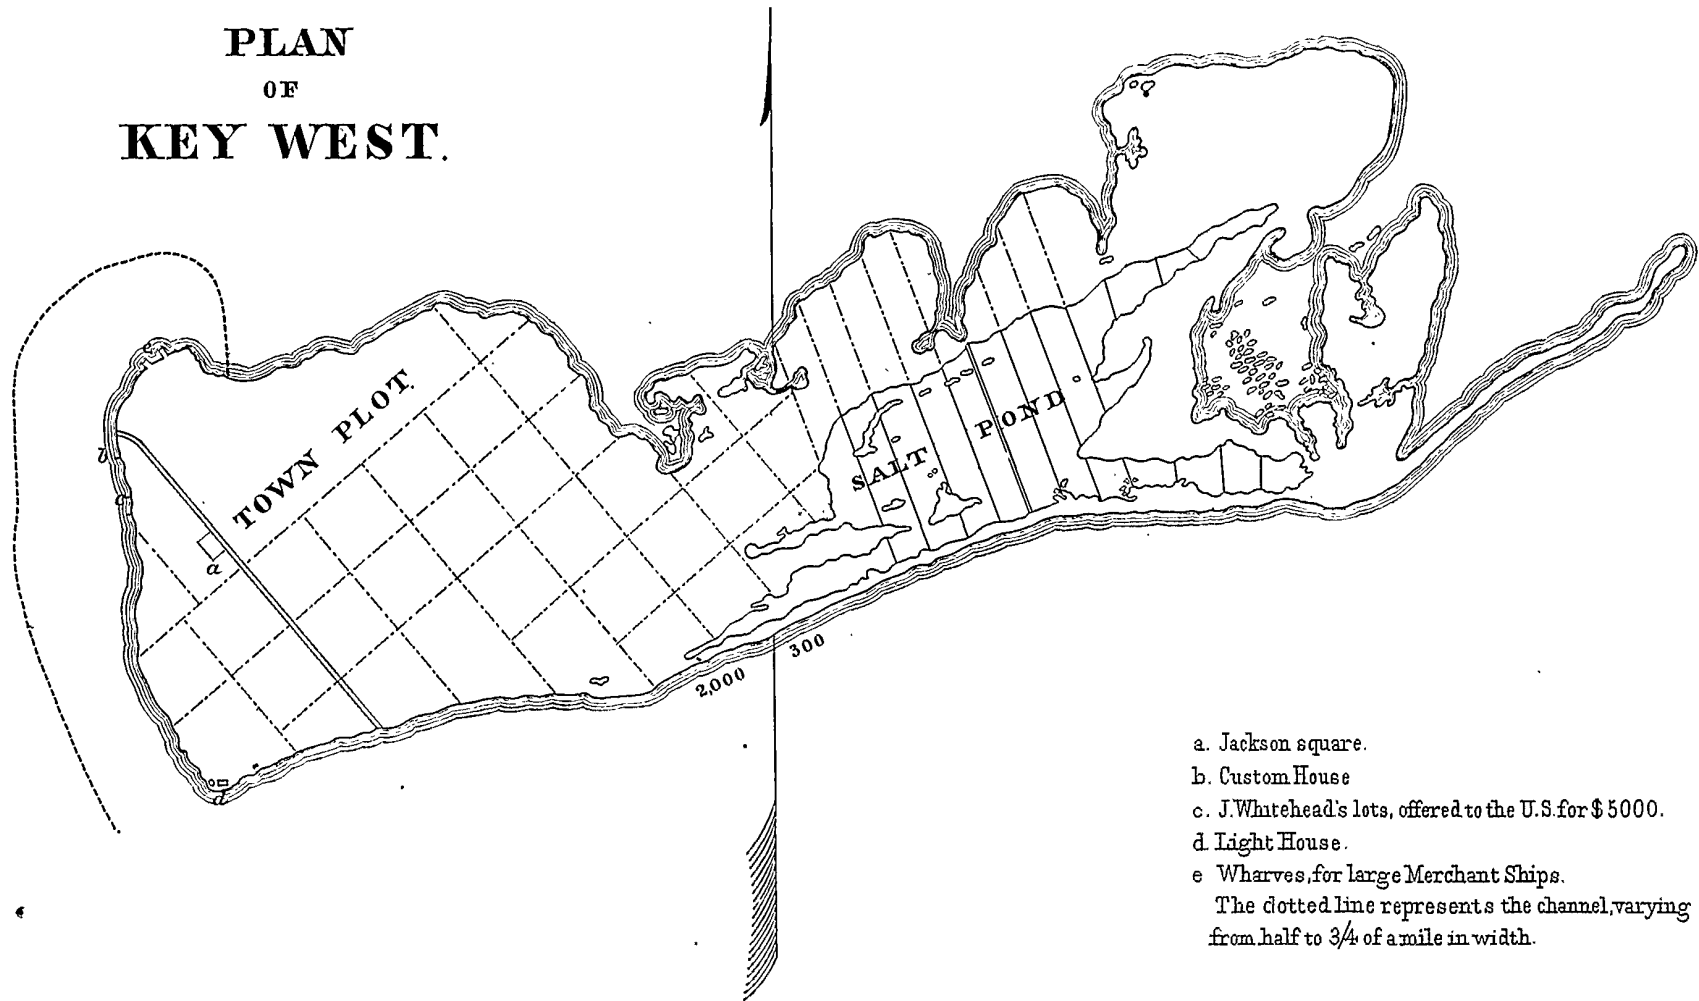 PLAN
OF
KEY WEST.
TOWN PLOT
SALT POND
b
c
a
d
2,000
300
a. Jackson square.
b. Custom House
c. J. Whitehead's lots, offered to the U.S. for $5000.
d Light House.
e Wharves, for large Merchant Ships.
The dotted line represents the channel, varying
from half to 3/4 of a mile in width.